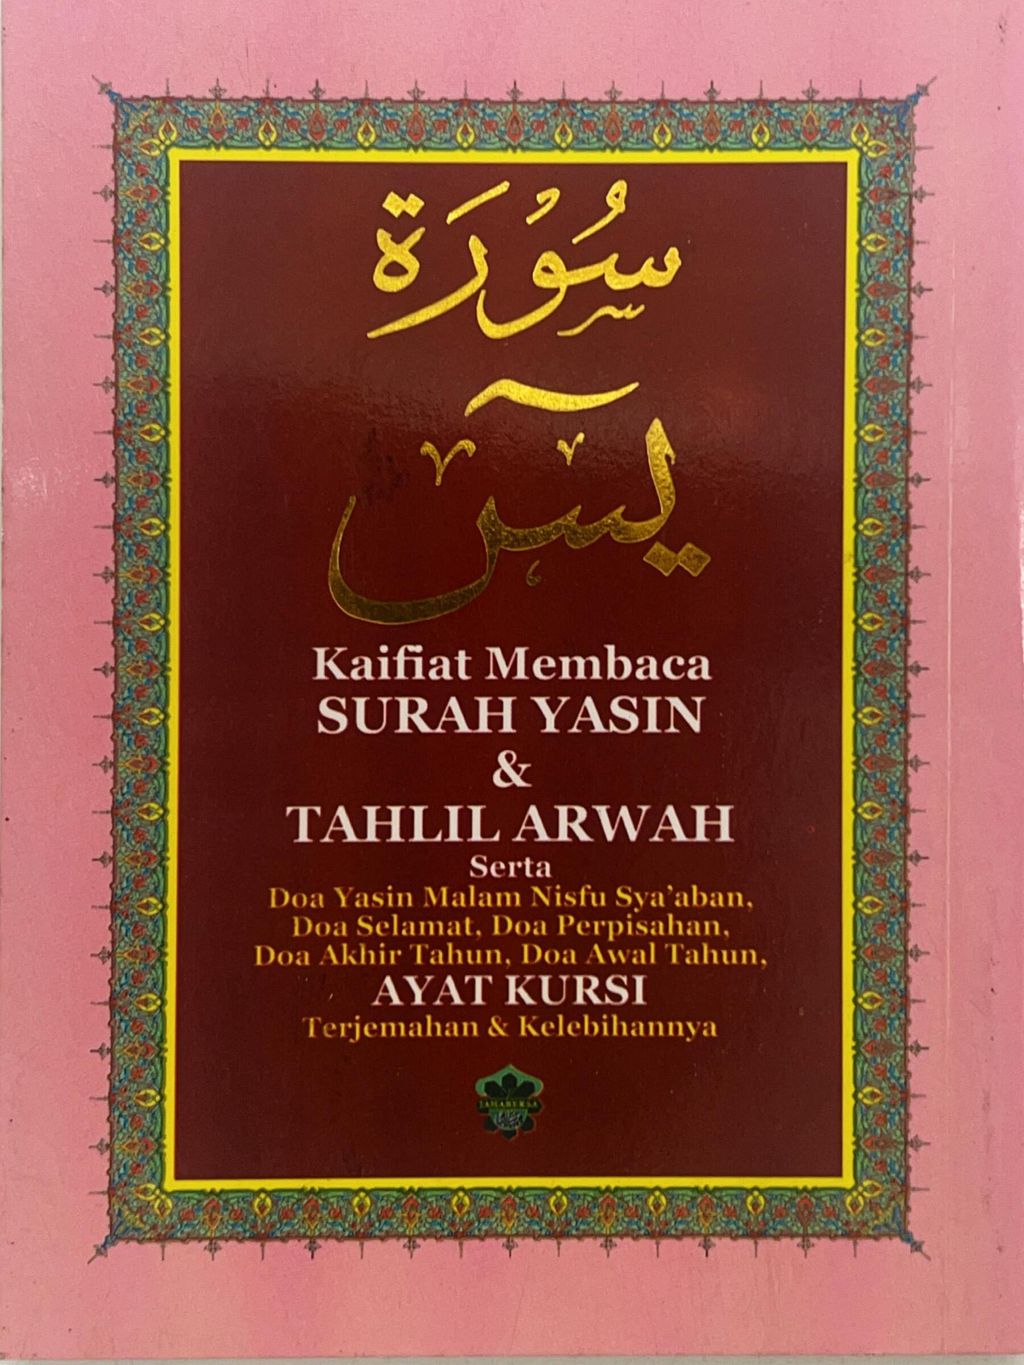 سُوْرَة
يسٓ
Kaifiat Membaca
SURAH YASIN
&
TAHLIL ARWAH
Serta
Doa Yasin Malam Nisfu Sya'aban,
Doa Selamat, Doa Perpisahan,
Doa Akhir Tahun, Doa Awal Tahun,
AYAT KURSI
Terjemahan & Kelebihannya